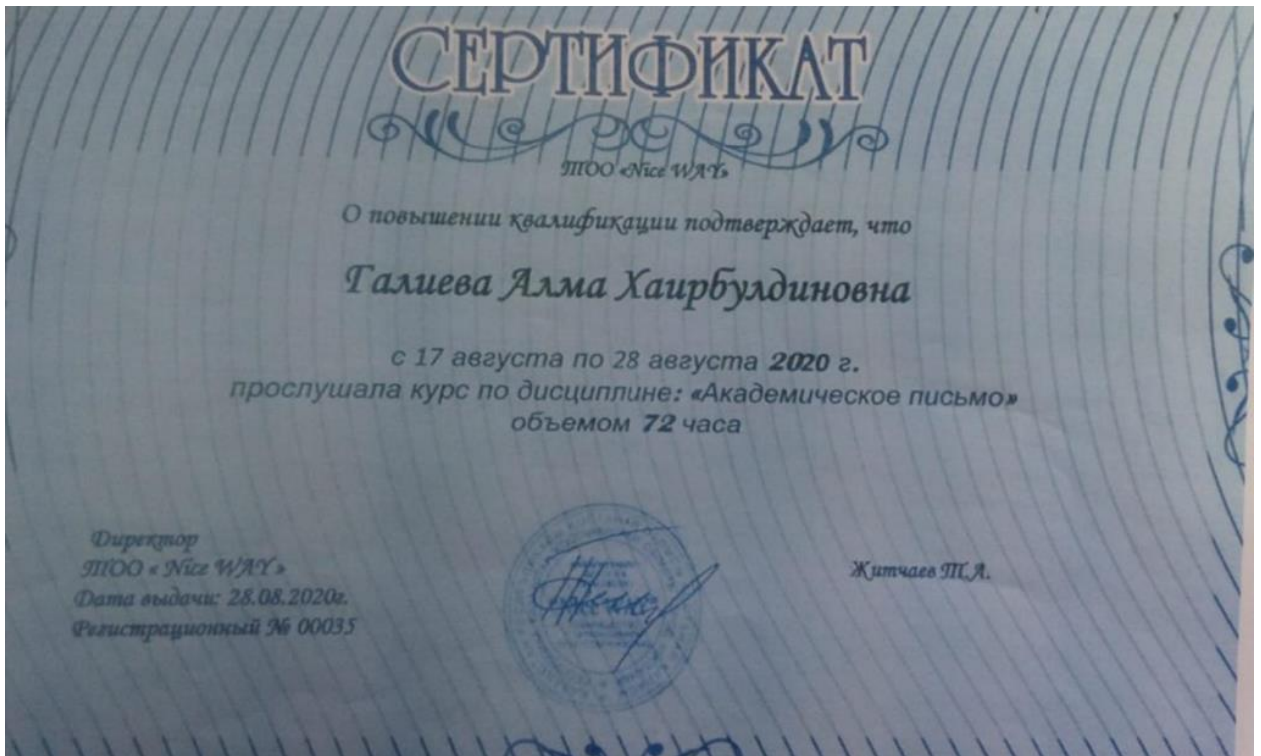 СЕРТИФИКАТ
ТОО «Nice WAY»
О повышении квалификации подтверждает, что
Галиева Алма Хаирбулдиновна
с 17 августа по 28 августа 2020 г.
прослушала курс по дисциплине: «Академическое письмо»
объемом 72 часа
Директор
ТОО « Nice WAY »
Дата выдачи: 28.08.2020г.
Регистрационный № 00035
Житчаев Т.А.